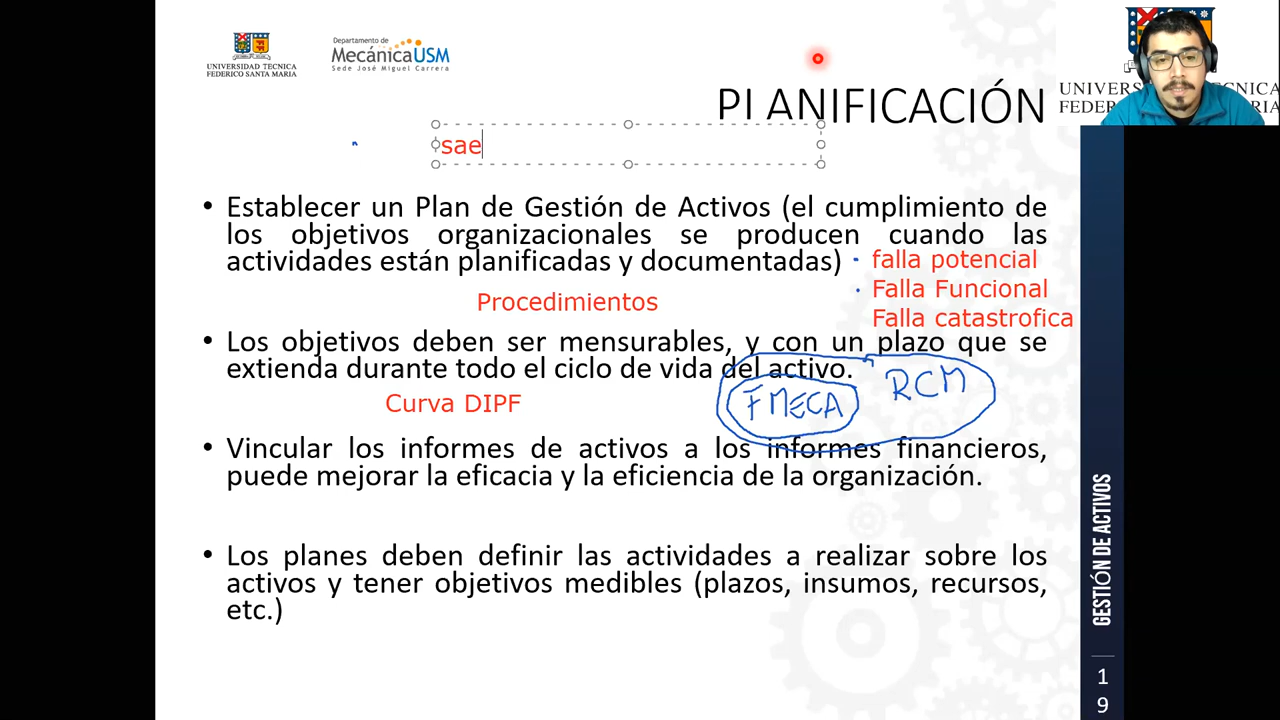 Departamento de
MecánicaUSM
Sede José Miguel Carrera
UNIVERSIDAD TECNICA
FEDERICO SANTA MARIA
UNIVERS
NICA
FEDER
RIA
PLANIFICACIÓN
sae
• Establecer un Plan de Gestión de Activos (el cumplimiento de
los objetivos organizacionales se producen cuando las
actividades están planificadas y documentadas)
falla potencial
Falla Funcional
Falla catastrofica
Procedimientos
• Los objetivos deben ser mensurables, y con un plazo que se
extienda durante todo el ciclo de vida del activo.
FMECA
RCM
Curva DIPF
• Vincular los informes de activos a los informes financieros,
puede mejorar la eficacia y la eficiencia de la organización.
• Los planes deben definir las actividades a realizar sobre los
activos y tener objetivos medibles (plazos, insumos, recursos,
etc.)
GESTIÓN DE ACTIVOS
1
9